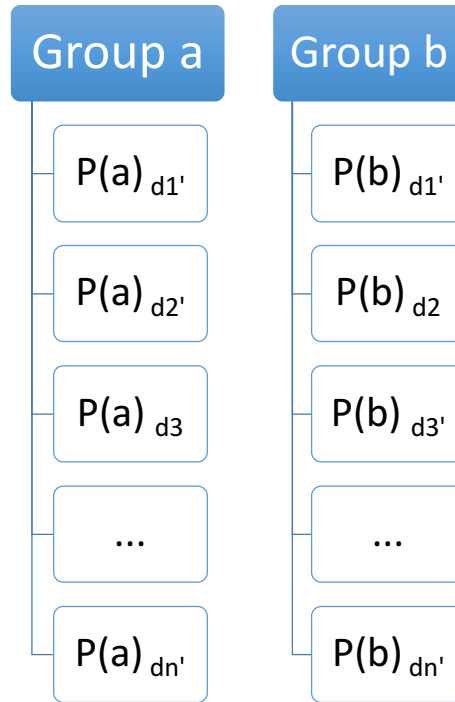 Group a
P(a) d1'
P(a) d2'
P(a) d3
...
P(a) dn'
Group b
P(b) d1'
P(b) d2
P(b) d3'
...
P(b) dn'